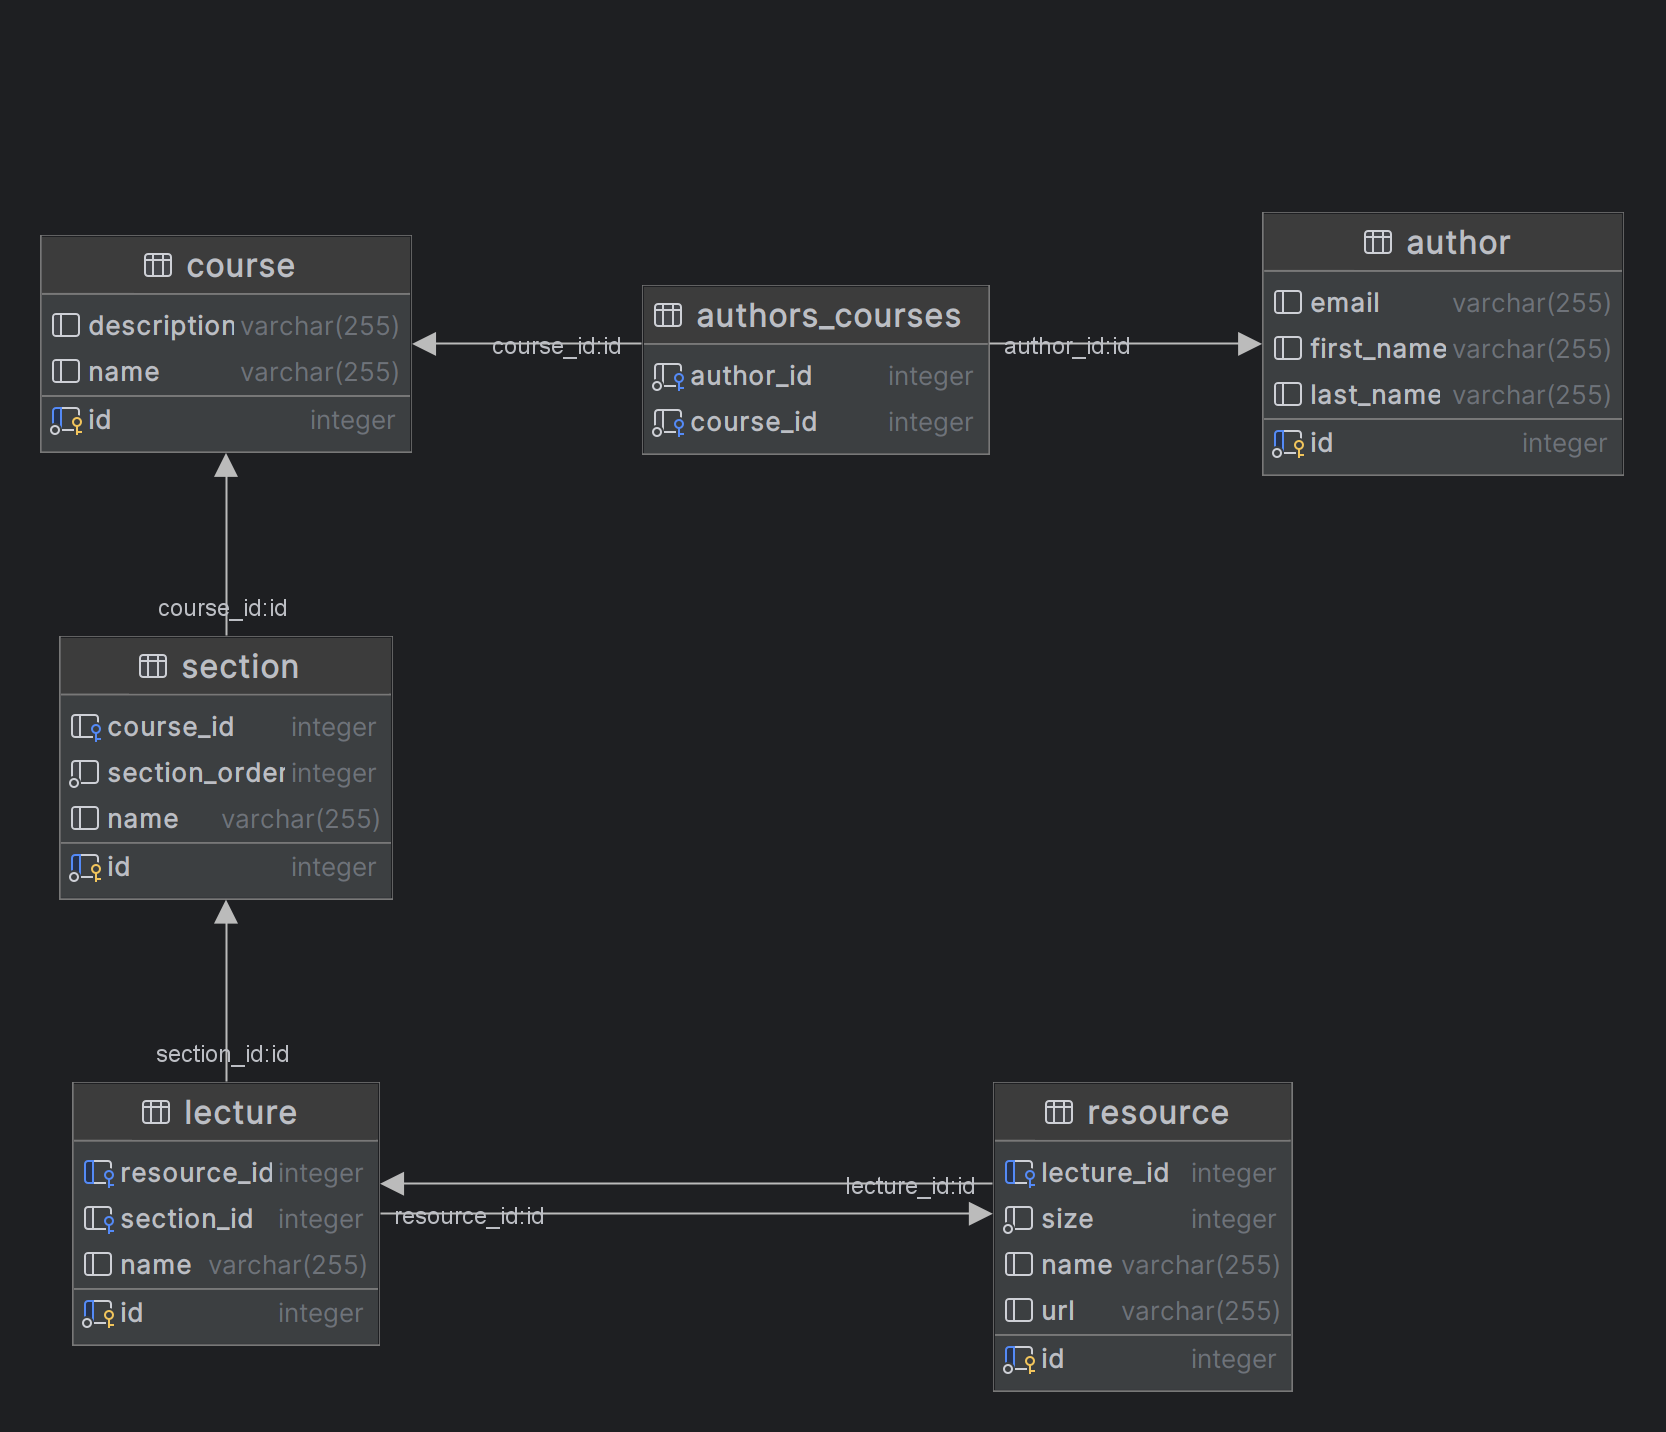 course
description varchar(255)
name varchar(255)
id integer
course_id:id
authors_courses
author_id integer
course_id integer
author_id:id
author
email varchar(255)
first_name varchar(255)
last_name varchar(255)
id integer
course_id:id
section
course_id integer
section_order integer
name varchar(255)
id integer
section_id:id
lecture
resource_id integer
section_id integer
name varchar(255)
id integer
lecture_id:id
resource_id:id
resource
lecture_id integer
size integer
name varchar(255)
url varchar(255)
id integer